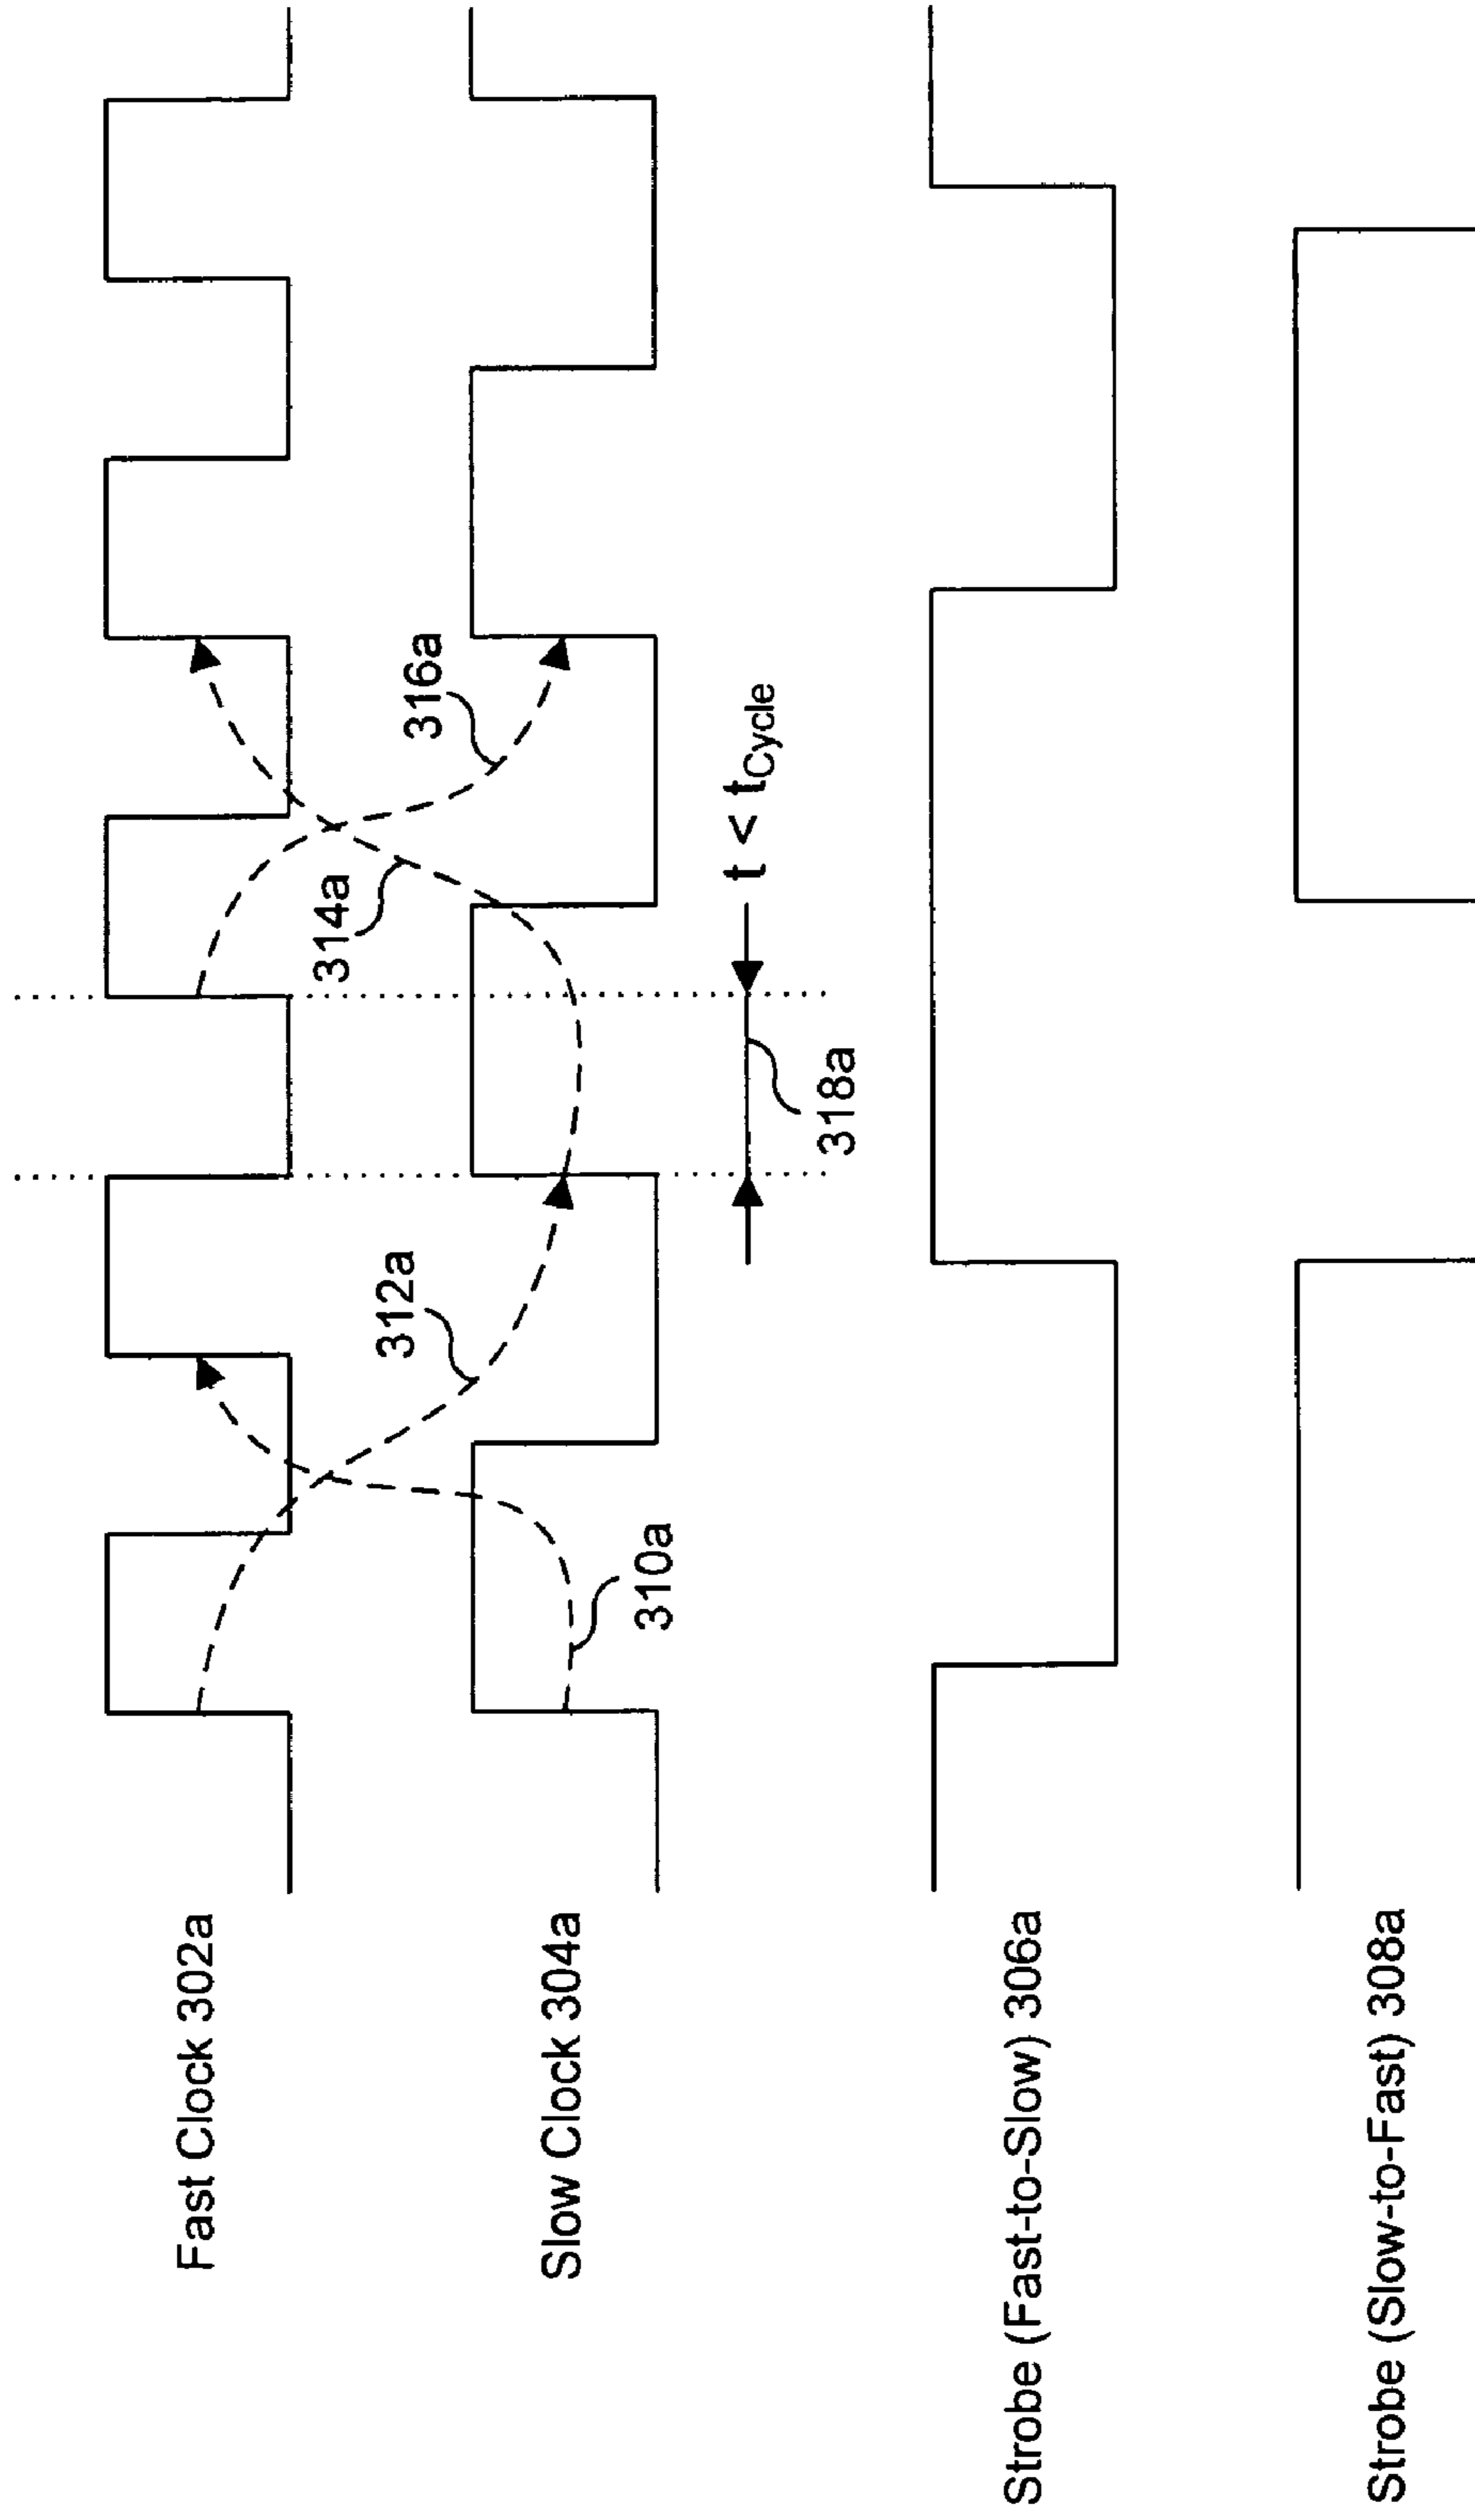 Fast Clock 302a
Slow Clock 304a
310a
312a
314a
316a
318a
t < tCycle
Strobe (Fast-to-Slow) 306a
Strobe (Slow-to-Fast) 308a